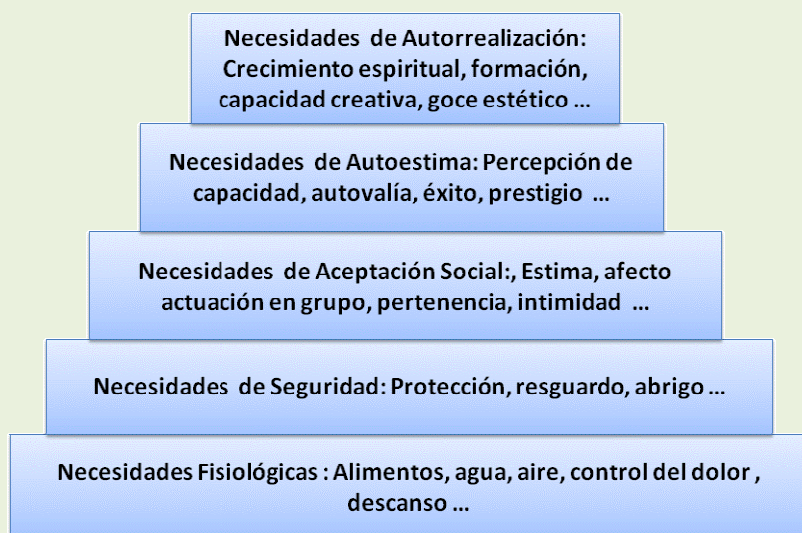 Necesidades de Autorrealización:
Crecimiento espiritual, formación,
capacidad creativa, goce estético ...
Necesidades de Autoestima: Percepción de
capacidad, autovalía, éxito, prestigio ...
Necesidades de Aceptación Social:, Estima, afecto
actuación en grupo, pertenencia, intimidad ...
Necesidades de Seguridad: Protección, resguardo, abrigo ...
Necesidades Fisiológicas : Alimentos, agua, aire, control del dolor ,
descanso ...